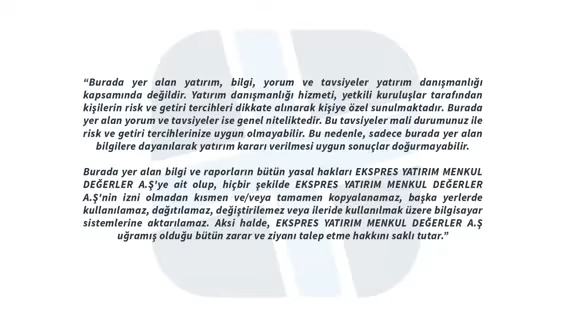 “Burada yer alan yatırım, bilgi, yorum ve tavsiyeler yatırım danışmanlığı
kapsamında değildir. Yatırım danışmanlığı hizmeti, yetkili kuruluşlar tarafından
kişilerin risk ve getiri tercihleri dikkate alınarak kişiye özel sunulmaktadır. Burada
yer alan yorum ve tavsiyeler ise genel niteliktedir. Bu tavsiyeler mali durumunuz ile
risk ve getiri tercihlerinize uygun olmayabilir. Bu nedenle, sadece burada yer alan
bilgilere dayanılarak yatırım kararı verilmesi uygun sonuçlar doğurmayabilir.
Burada yer alan bilgi ve raporların bütün yasal hakları EKSPRES YATIRIM MENKUL
DEĞERLER A.Ş'ye ait olup, hiçbir şekilde EKSPRES YATIRIM MENKUL DEĞERLER
A.Ş'nin izni olmadan kısmen ve/veya tamamen kopyalanamaz, başka yerlerde
kullanılamaz, dağıtılamaz, değiştirilemez veya ileride kullanılmak üzere bilgisayar
sistemlerine aktarılamaz. Aksi halde, EKSPRES YATIRIM MENKUL DEĞERLER A.Ş
uğramış olduğu bütün zarar ve ziyanı talep etme hakkını saklı tutar.”